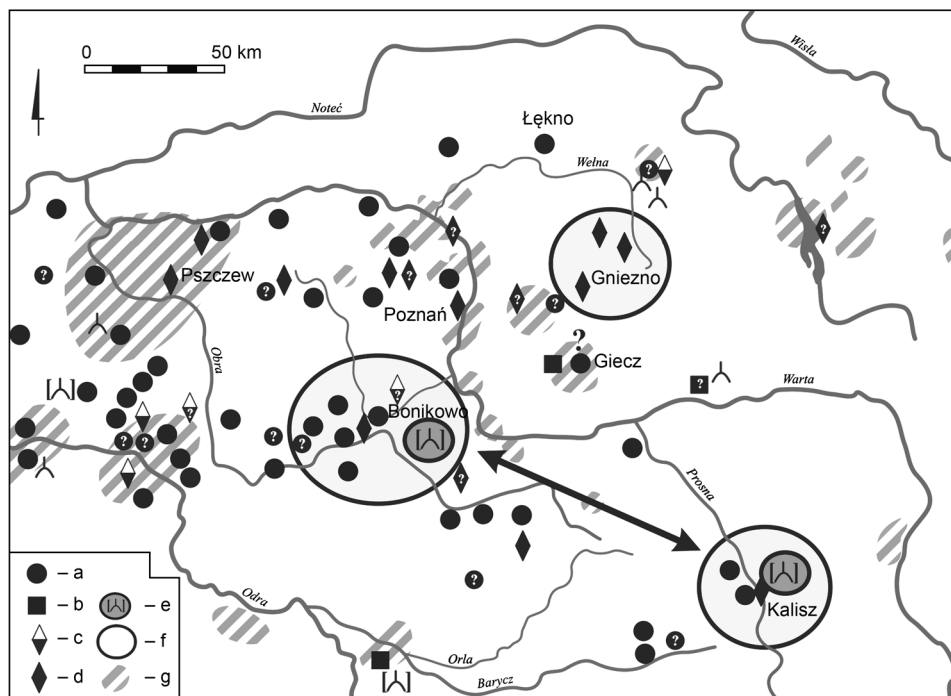 0 50 km
Wisła
Noteć
Łękno
Wełna
?
?
Pszczew
?
?
?
?
Gniezno
Poznań
?
?
?
Giecz
Obra
?
Warta
?
?
Bonikowo
? ?
?
?
?
Prosna
?
Kalisz
– a
– b
– c
– d
– e
– f
– g
Odra
Orla
Barycz
?